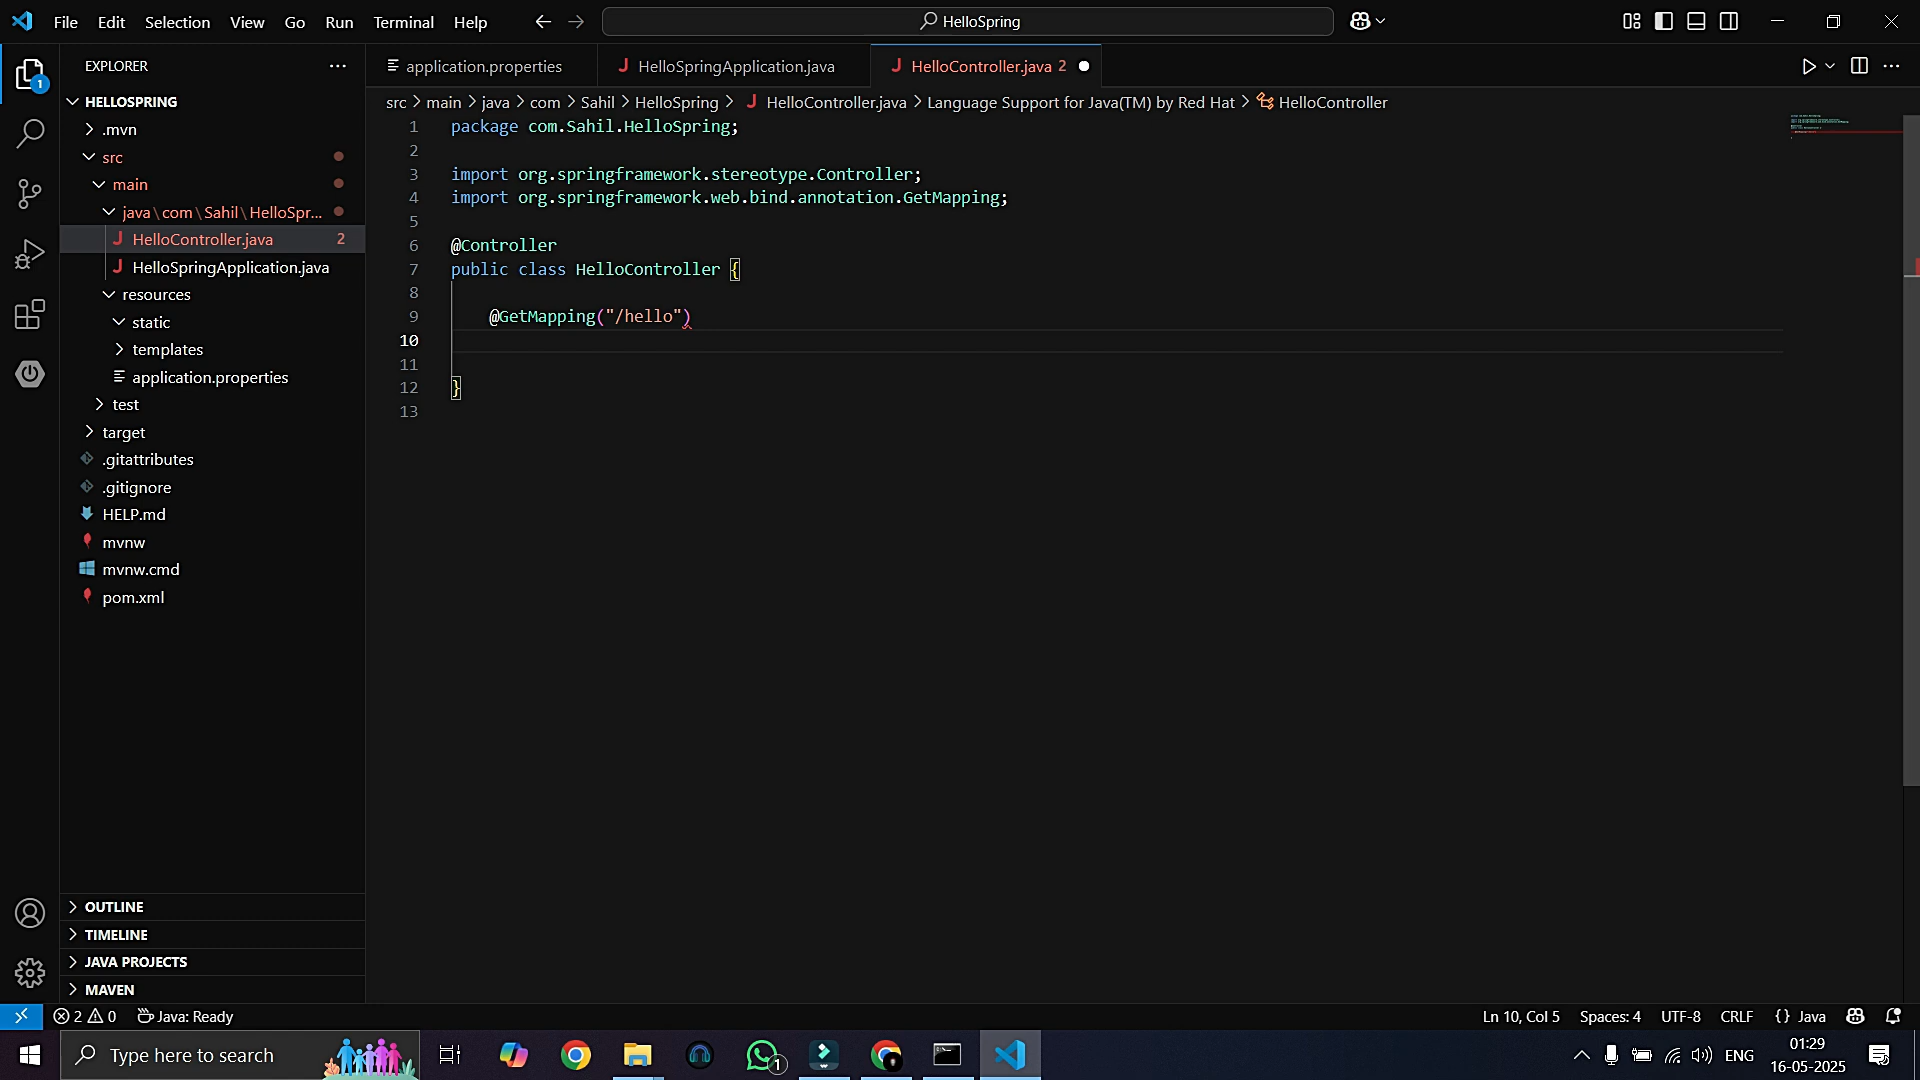 File Edit Selection View Go Run Terminal Help
HelloSpring
EXPLORER
application.properties
HelloSpringApplication.java
HelloController.java 2
src > main > java > com > Sahil > HelloSpring > HelloController.java > Language Support for Java(TM) by Red Hat > HelloController
1
HELLOSPRING
.mvn
src
main
java\com\Sahil\HelloSpr...
HelloController.java 2
HelloSpringApplication.java
resources
static
templates
application.properties
test
target
.gitattributes
.gitignore
HELP.md
mvnw
mvnw.cmd
pom.xml
OUTLINE
TIMELINE
JAVA PROJECTS
MAVEN
1 package com.Sahil.HelloSpring;
2
3 import org.springframework.stereotype.Controller;
4 import org.springframework.web.bind.annotation.GetMapping;
5
6 @Controller
7 public class HelloController {
8
9 @GetMapping("/hello")
10
11
12 }
13
2 0 Java: Ready
Ln 10, Col 5 Spaces: 4 UTF-8 CRLF {} Java
Type here to search
1
ENG
01:29
16-05-2025